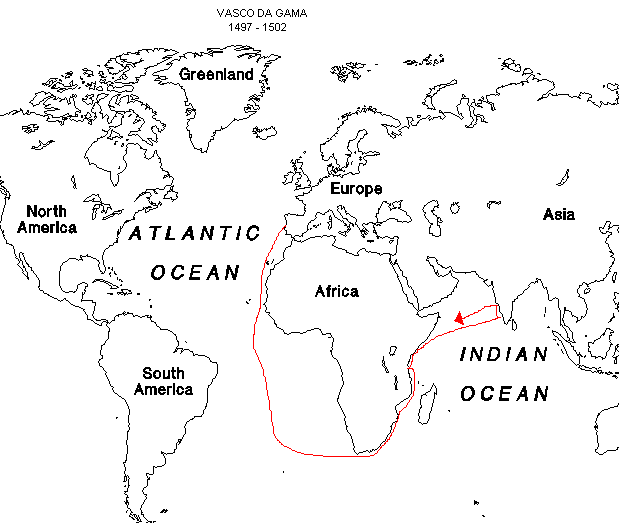 VASCO DA GAMA
1497 - 1502
Greenland
Europe
North
America
Asia
ATLANTIC
OCEAN
Africa
INDIAN
OCEAN
South
America